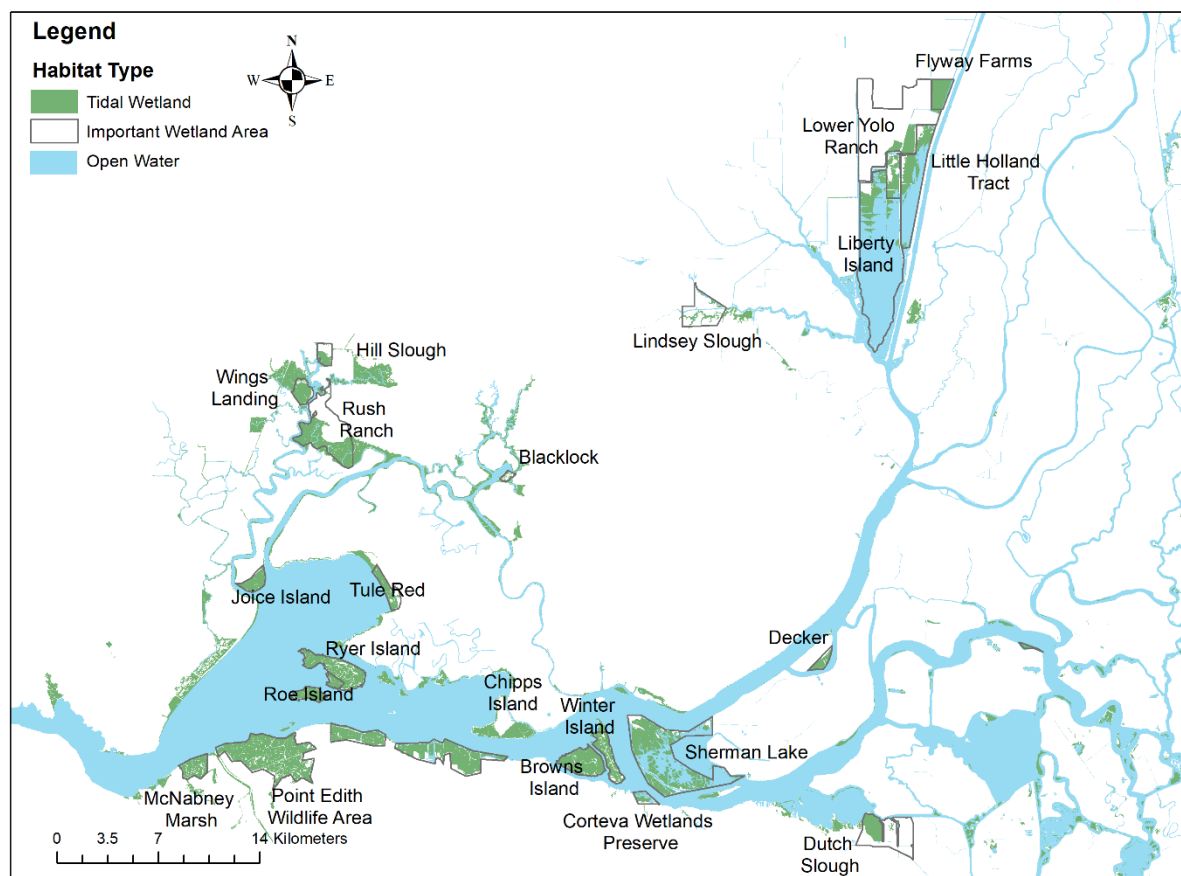 Legend
Habitat Type
Tidal Wetland
Important Wetland Area
Open Water
N
W E
S
Flyway Farms
Lower Yolo
Ranch
Little Holland
Tract
Liberty
Island
Lindsey Slough
Hill Slough
Wings
Landing
Rush
Ranch
Blacklock
Joice Island
Tule Red
Ryer Island
Roe Island
Chipps
Island
Winter
Island
Decker
Sherman Lake
Browns
Island
McNabney
Marsh
Point Edith
Wildlife Area
Corteva Wetlands
Preserve
Dutch
Slough
0 3.5 7 14 Kilometers